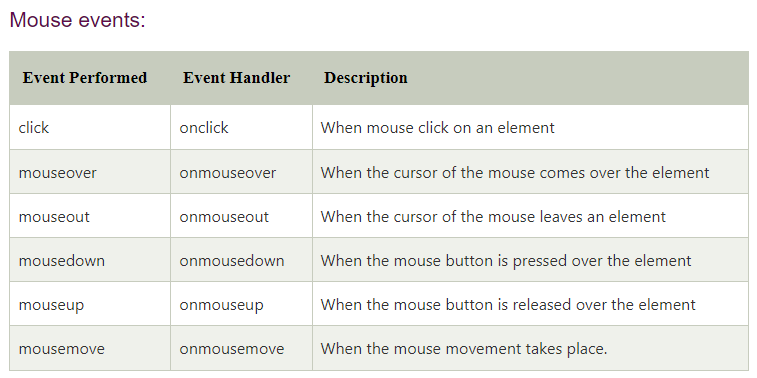 Mouse events:
Event Performed Event Handler Description
click onclick When mouse click on an element
mouseover onmouseover When the cursor of the mouse comes over the element
mouseout onmouseout When the cursor of the mouse leaves an element
mousedown onmousedown When the mouse button is pressed over the element
mouseup onmouseup When the mouse button is released over the element
mousemove onmousemove When the mouse movement takes place.